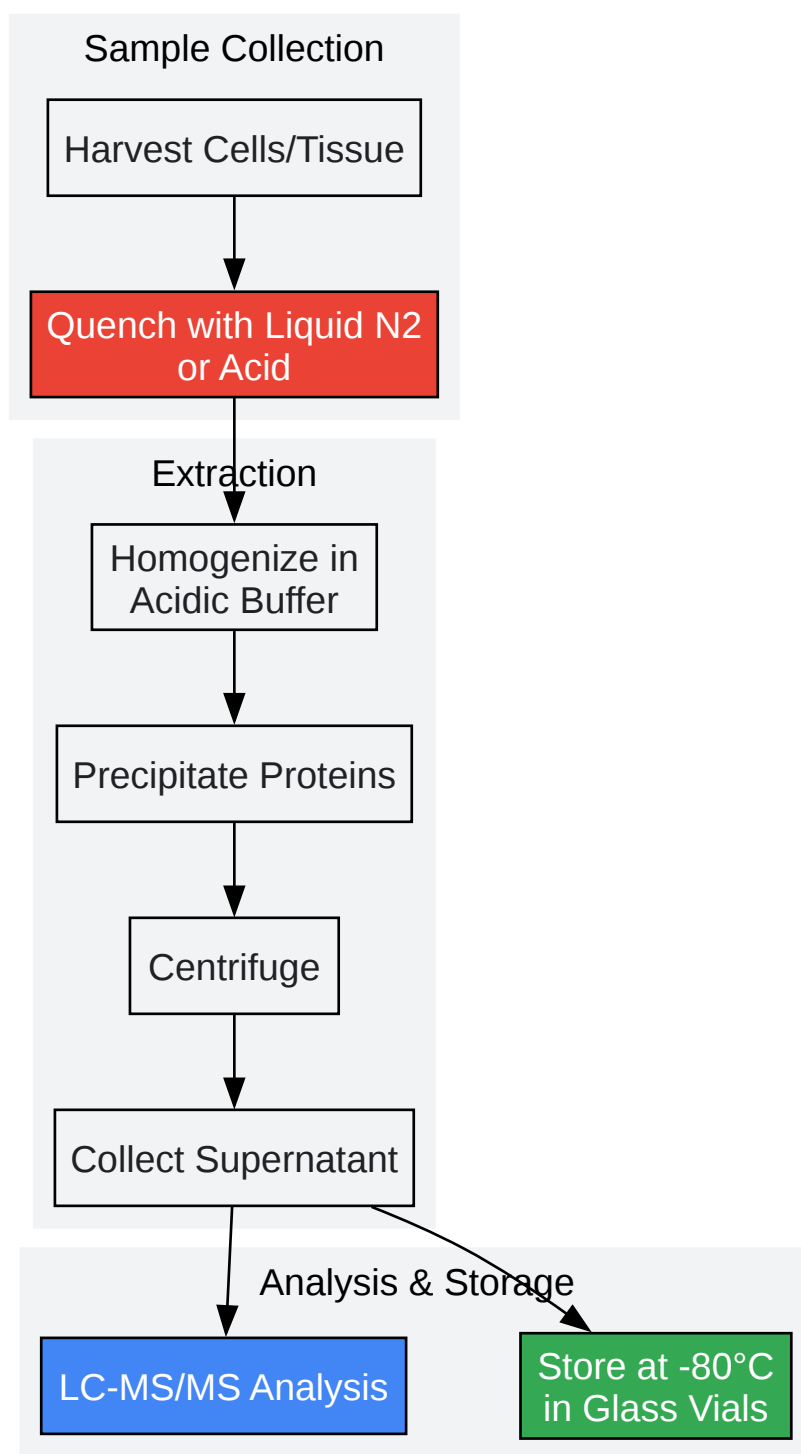 Sample Collection
Harvest Cells/Tissue
Quench with Liquid N2
or Acid
Extraction
Homogenize in
Acidic Buffer
Precipitate Proteins
Centrifuge
Collect Supernatant
Analysis & Storage
LC-MS/MS Analysis
Store at -80°C
in Glass Vials